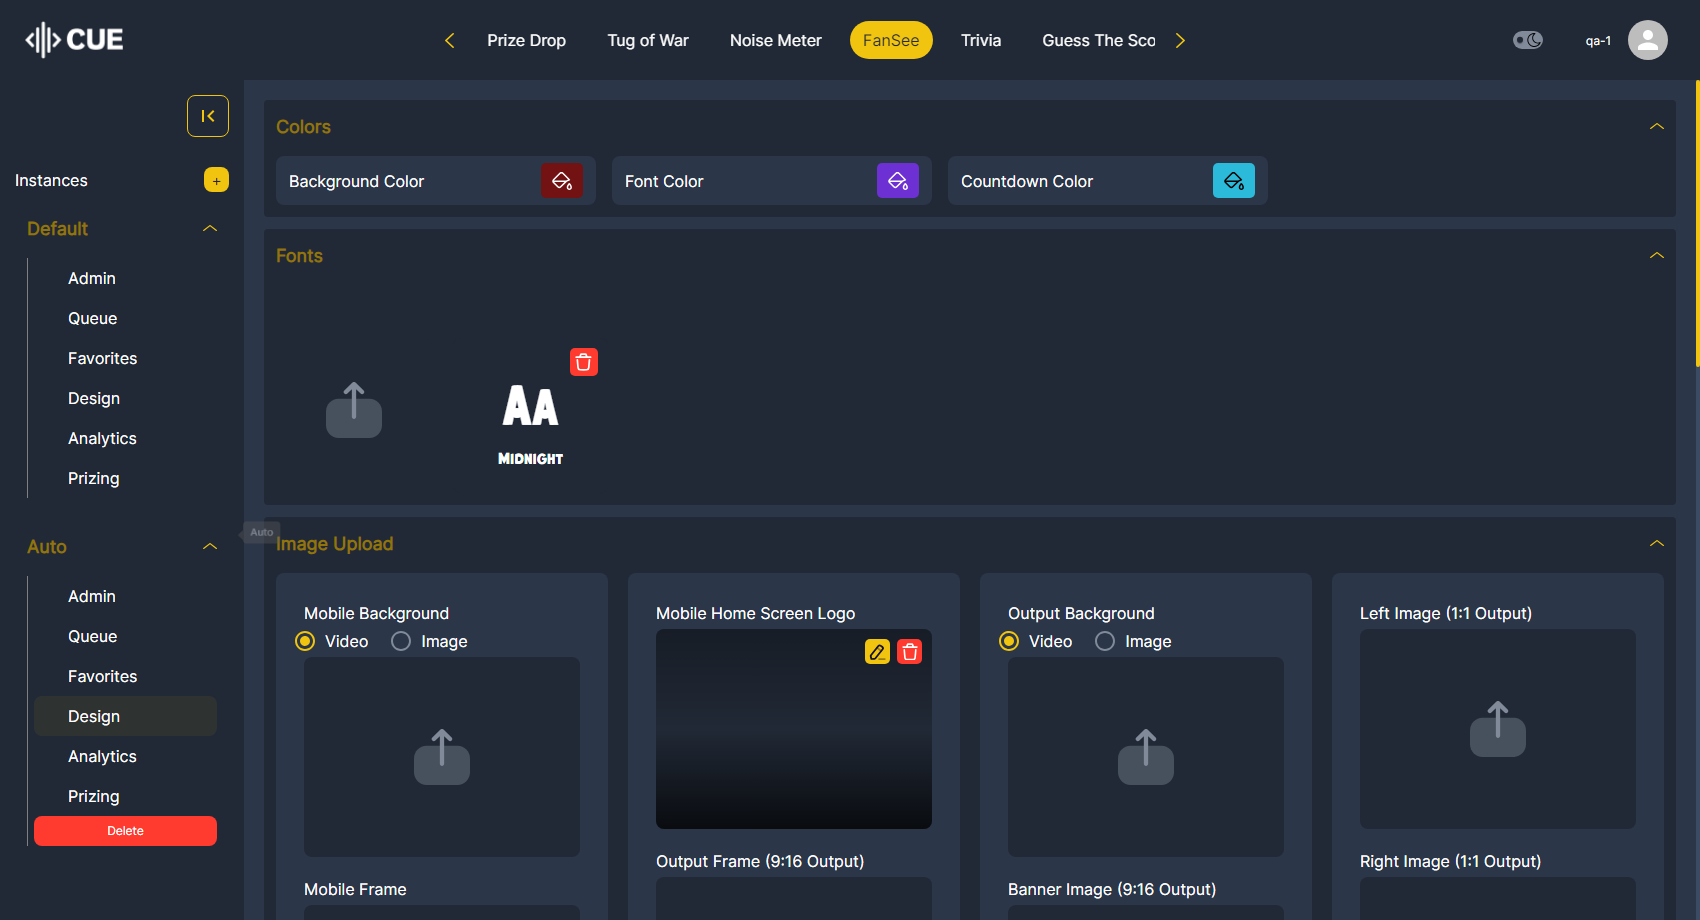 CUE
Prize Drop
Tug of War
Noise Meter
FanSee
Trivia
Guess The Sco
qa-1
Instances
+
Default
Admin
Queue
Favorites
Design
Analytics
Prizing
Auto
Admin
Queue
Favorites
Design
Analytics
Prizing
Delete
Auto
Colors
Background Color
Font Color
Countdown Color
Fonts
AA
MIDNIGHT
Image Upload
Mobile Background
Video
Image
Mobile Frame
Mobile Home Screen Logo
Output Frame (9:16 Output)
Output Background
Video
Image
Banner Image (9:16 Output)
Left Image (1:1 Output)
Right Image (1:1 Output)